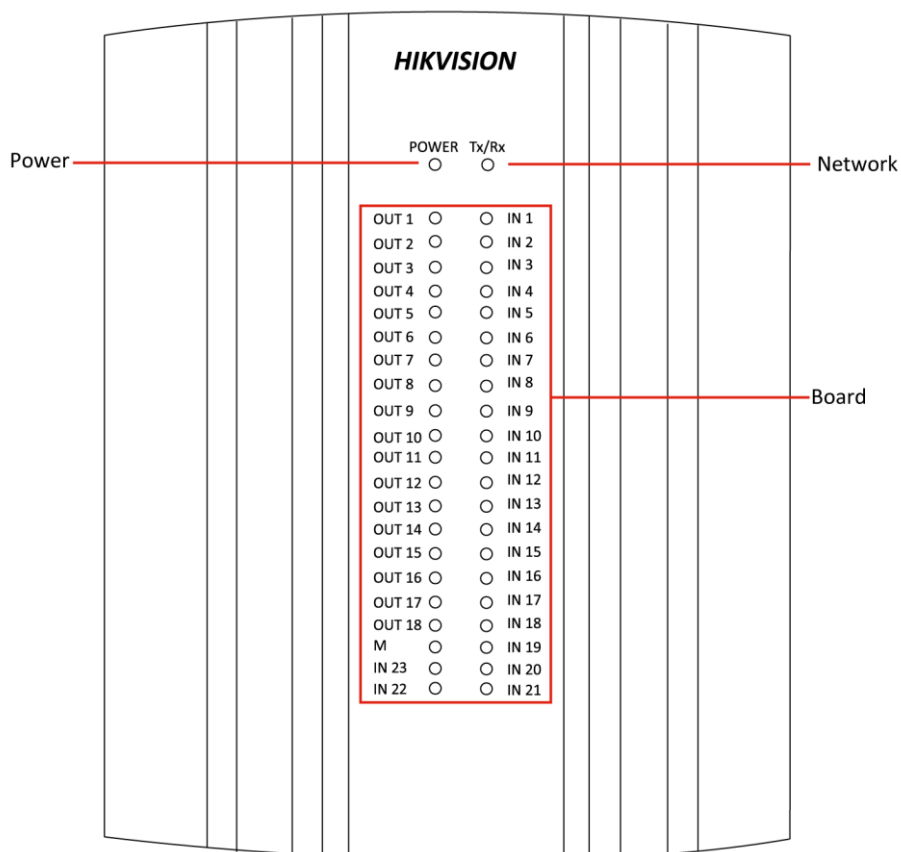 HIKVISION
POWER Tx/Rx
Power
Network
OUT 1 IN 1
OUT 2 IN 2
OUT 3 IN 3
OUT 4 IN 4
OUT 5 IN 5
OUT 6 IN 6
OUT 7 IN 7
OUT 8 IN 8
Board
OUT 9 IN 9
OUT 10 IN 10
OUT 11 IN 11
OUT 12 IN 12
OUT 13 IN 13
OUT 14 IN 14
OUT 15 IN 15
OUT 16 IN 16
OUT 17 IN 17
OUT 18 IN 18
M IN 19
IN 23 IN 20
IN 22 IN 21